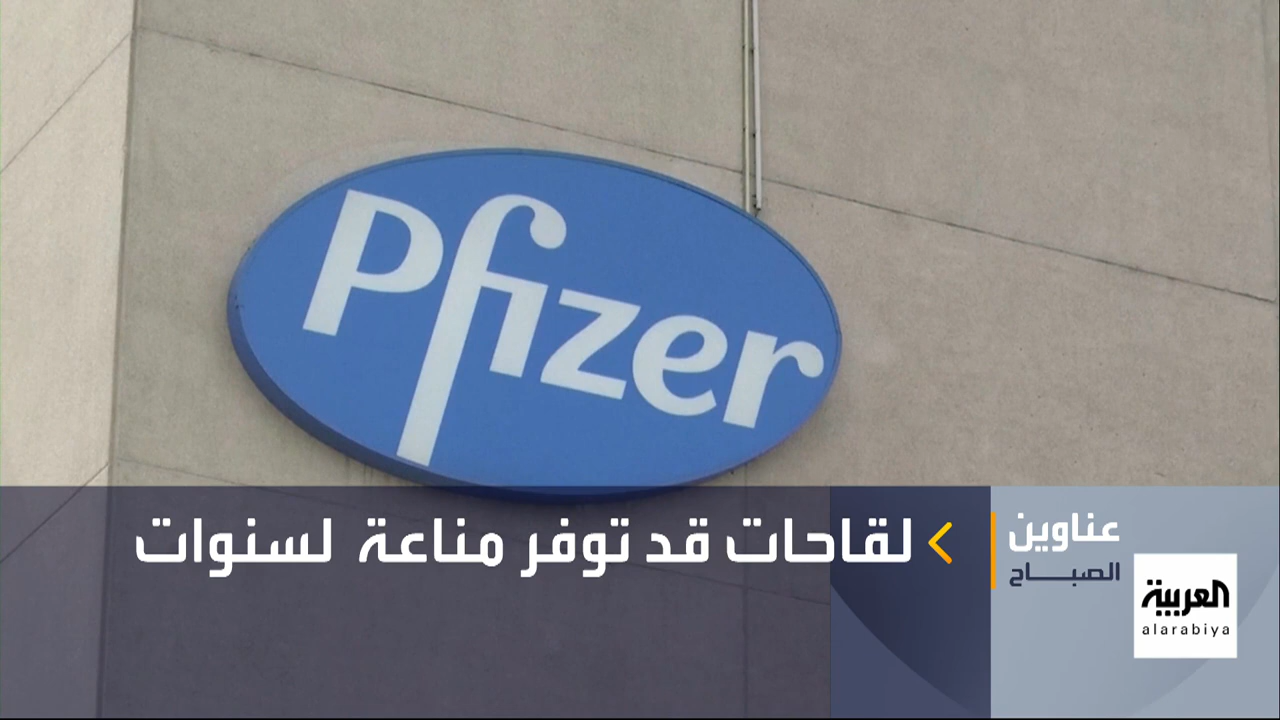 Pfizer
لقاحات قد توفر مناعة لسنوات
عناوين
الصباح
العربية
alarabiya